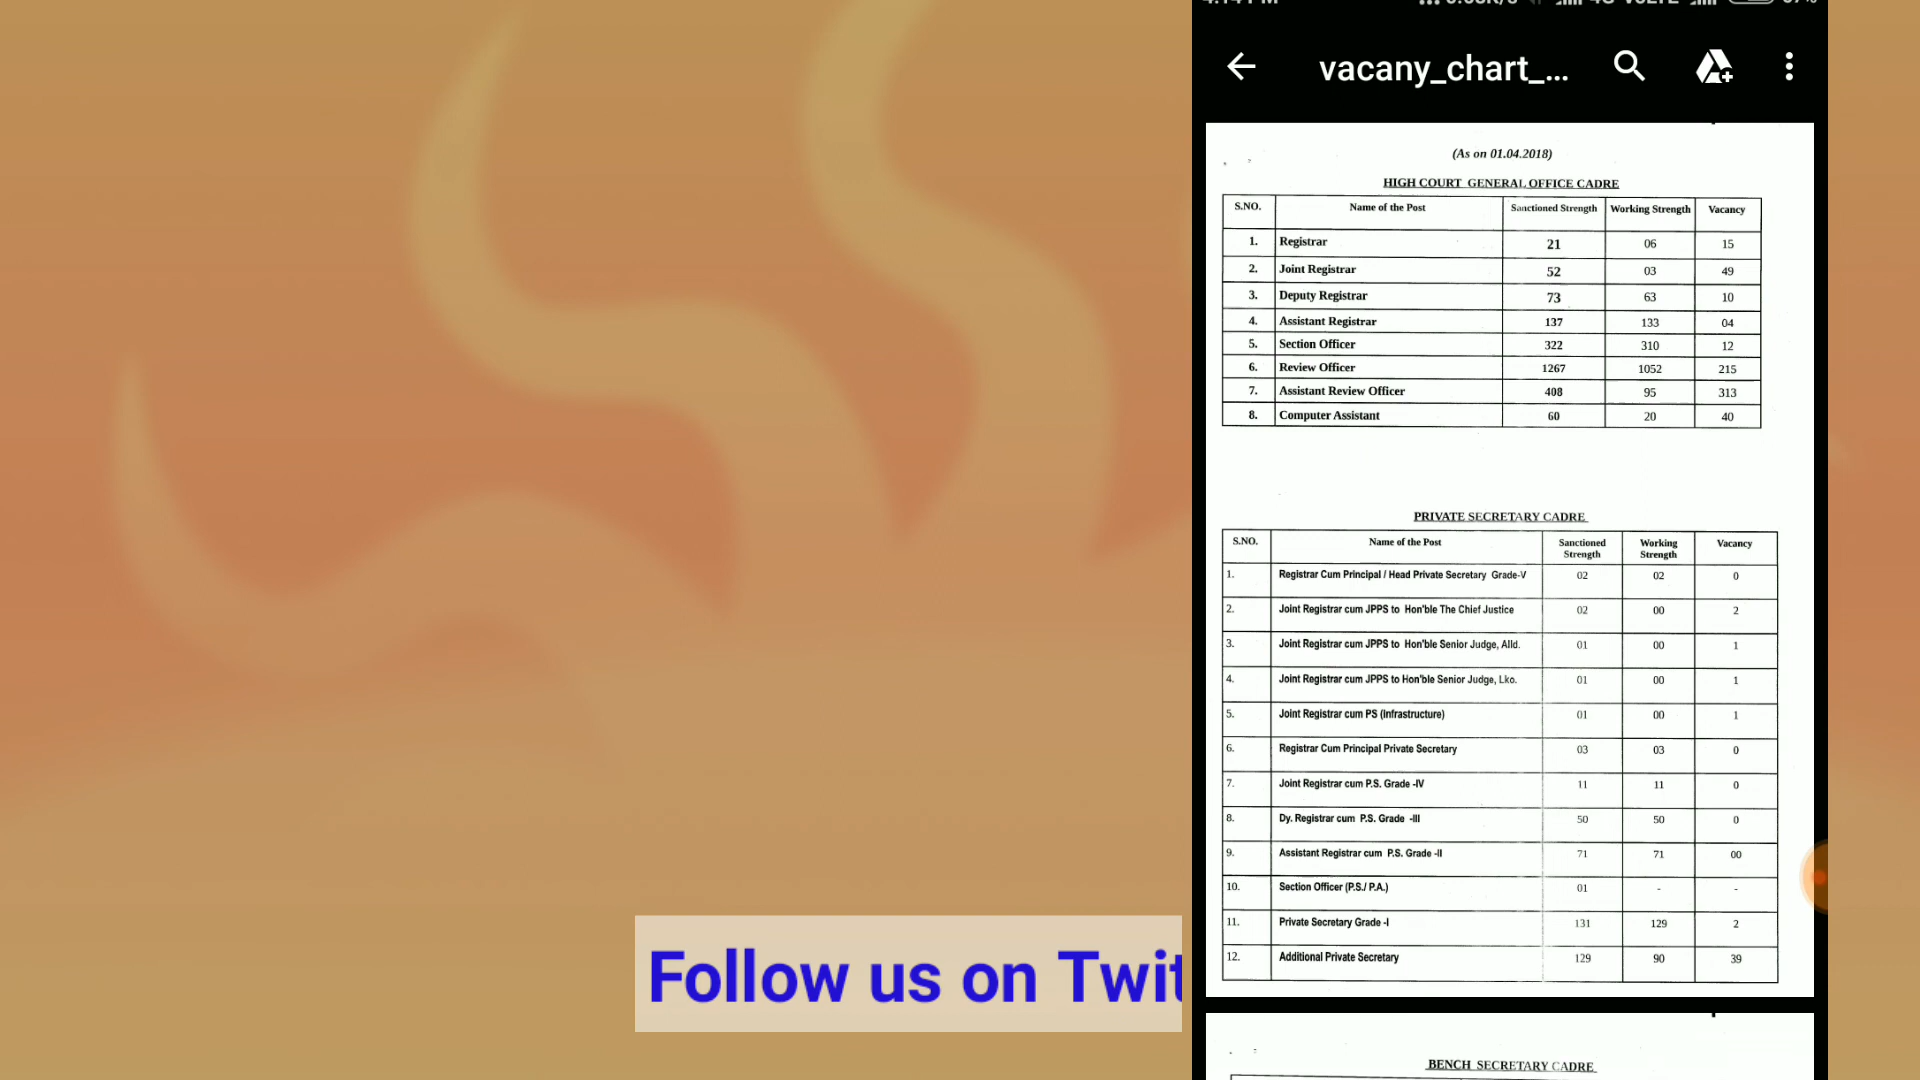 vacany_chart_...
(As on 01.04.2018)
HIGH COURT GENERAL OFFICE CADRE
S.NO. Name of the Post Sanctioned Strength Working Strength Vacancy
1. Registrar 21 06 15
2. Joint Registrar 52 03 49
3. Deputy Registrar 73 63 10
4. Assistant Registrar 137 133 04
5. Section Officer 322 310 12
6. Review Officer 1267 1052 215
7. Assistant Review Officer 408 95 313
8. Computer Assistant 60 20 40
PRIVATE SECRETARY CADRE
S.NO. Name of the Post Sanctioned Strength Working Strength Vacancy
1. Registrar Cum Principal / Head Private Secretary Grade-V 02 02 0
2. Joint Registrar cum JPPS to Hon'ble The Chief Justice 02 00 2
3. Joint Registrar cum JPPS to Hon'ble Senior Judge, Alld. 01 00 1
4. Joint Registrar cum JPPS to Hon'ble Senior Judge, Lko. 01 00 1
5. Joint Registrar cum PS (Infrastructure) 01 00 1
6. Registrar Cum Principal Private Secretary 03 03 0
7. Joint Registrar cum P.S. Grade -IV 11 11 0
8. Dy. Registrar cum P.S. Grade -III 50 50 0
9. Assistant Registrar cum P.S. Grade -II 71 71 00
10. Section Officer (P.S./ P.A.) 01 - -
11. Private Secretary Grade -I 131 129 2
12. Additional Private Secretary 129 90 39
BENCH SECRETARY CADRE
Follow us on Twit